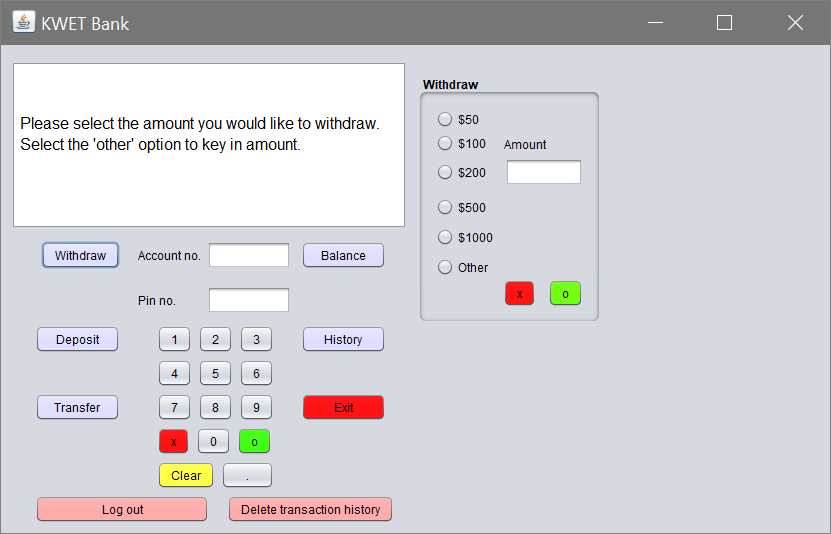 KWET Bank
Please select the amount you would like to withdraw.
Select the 'other' option to key in amount.
Withdraw
$50
$100 Amount
$200
$500
$1000
Other
x o
Withdraw Account no. Balance
Pin no.
Deposit 1 2 3 History
4 5 6
Transfer 7 8 9 Exit
x 0 o
Clear .
Log out Delete transaction history